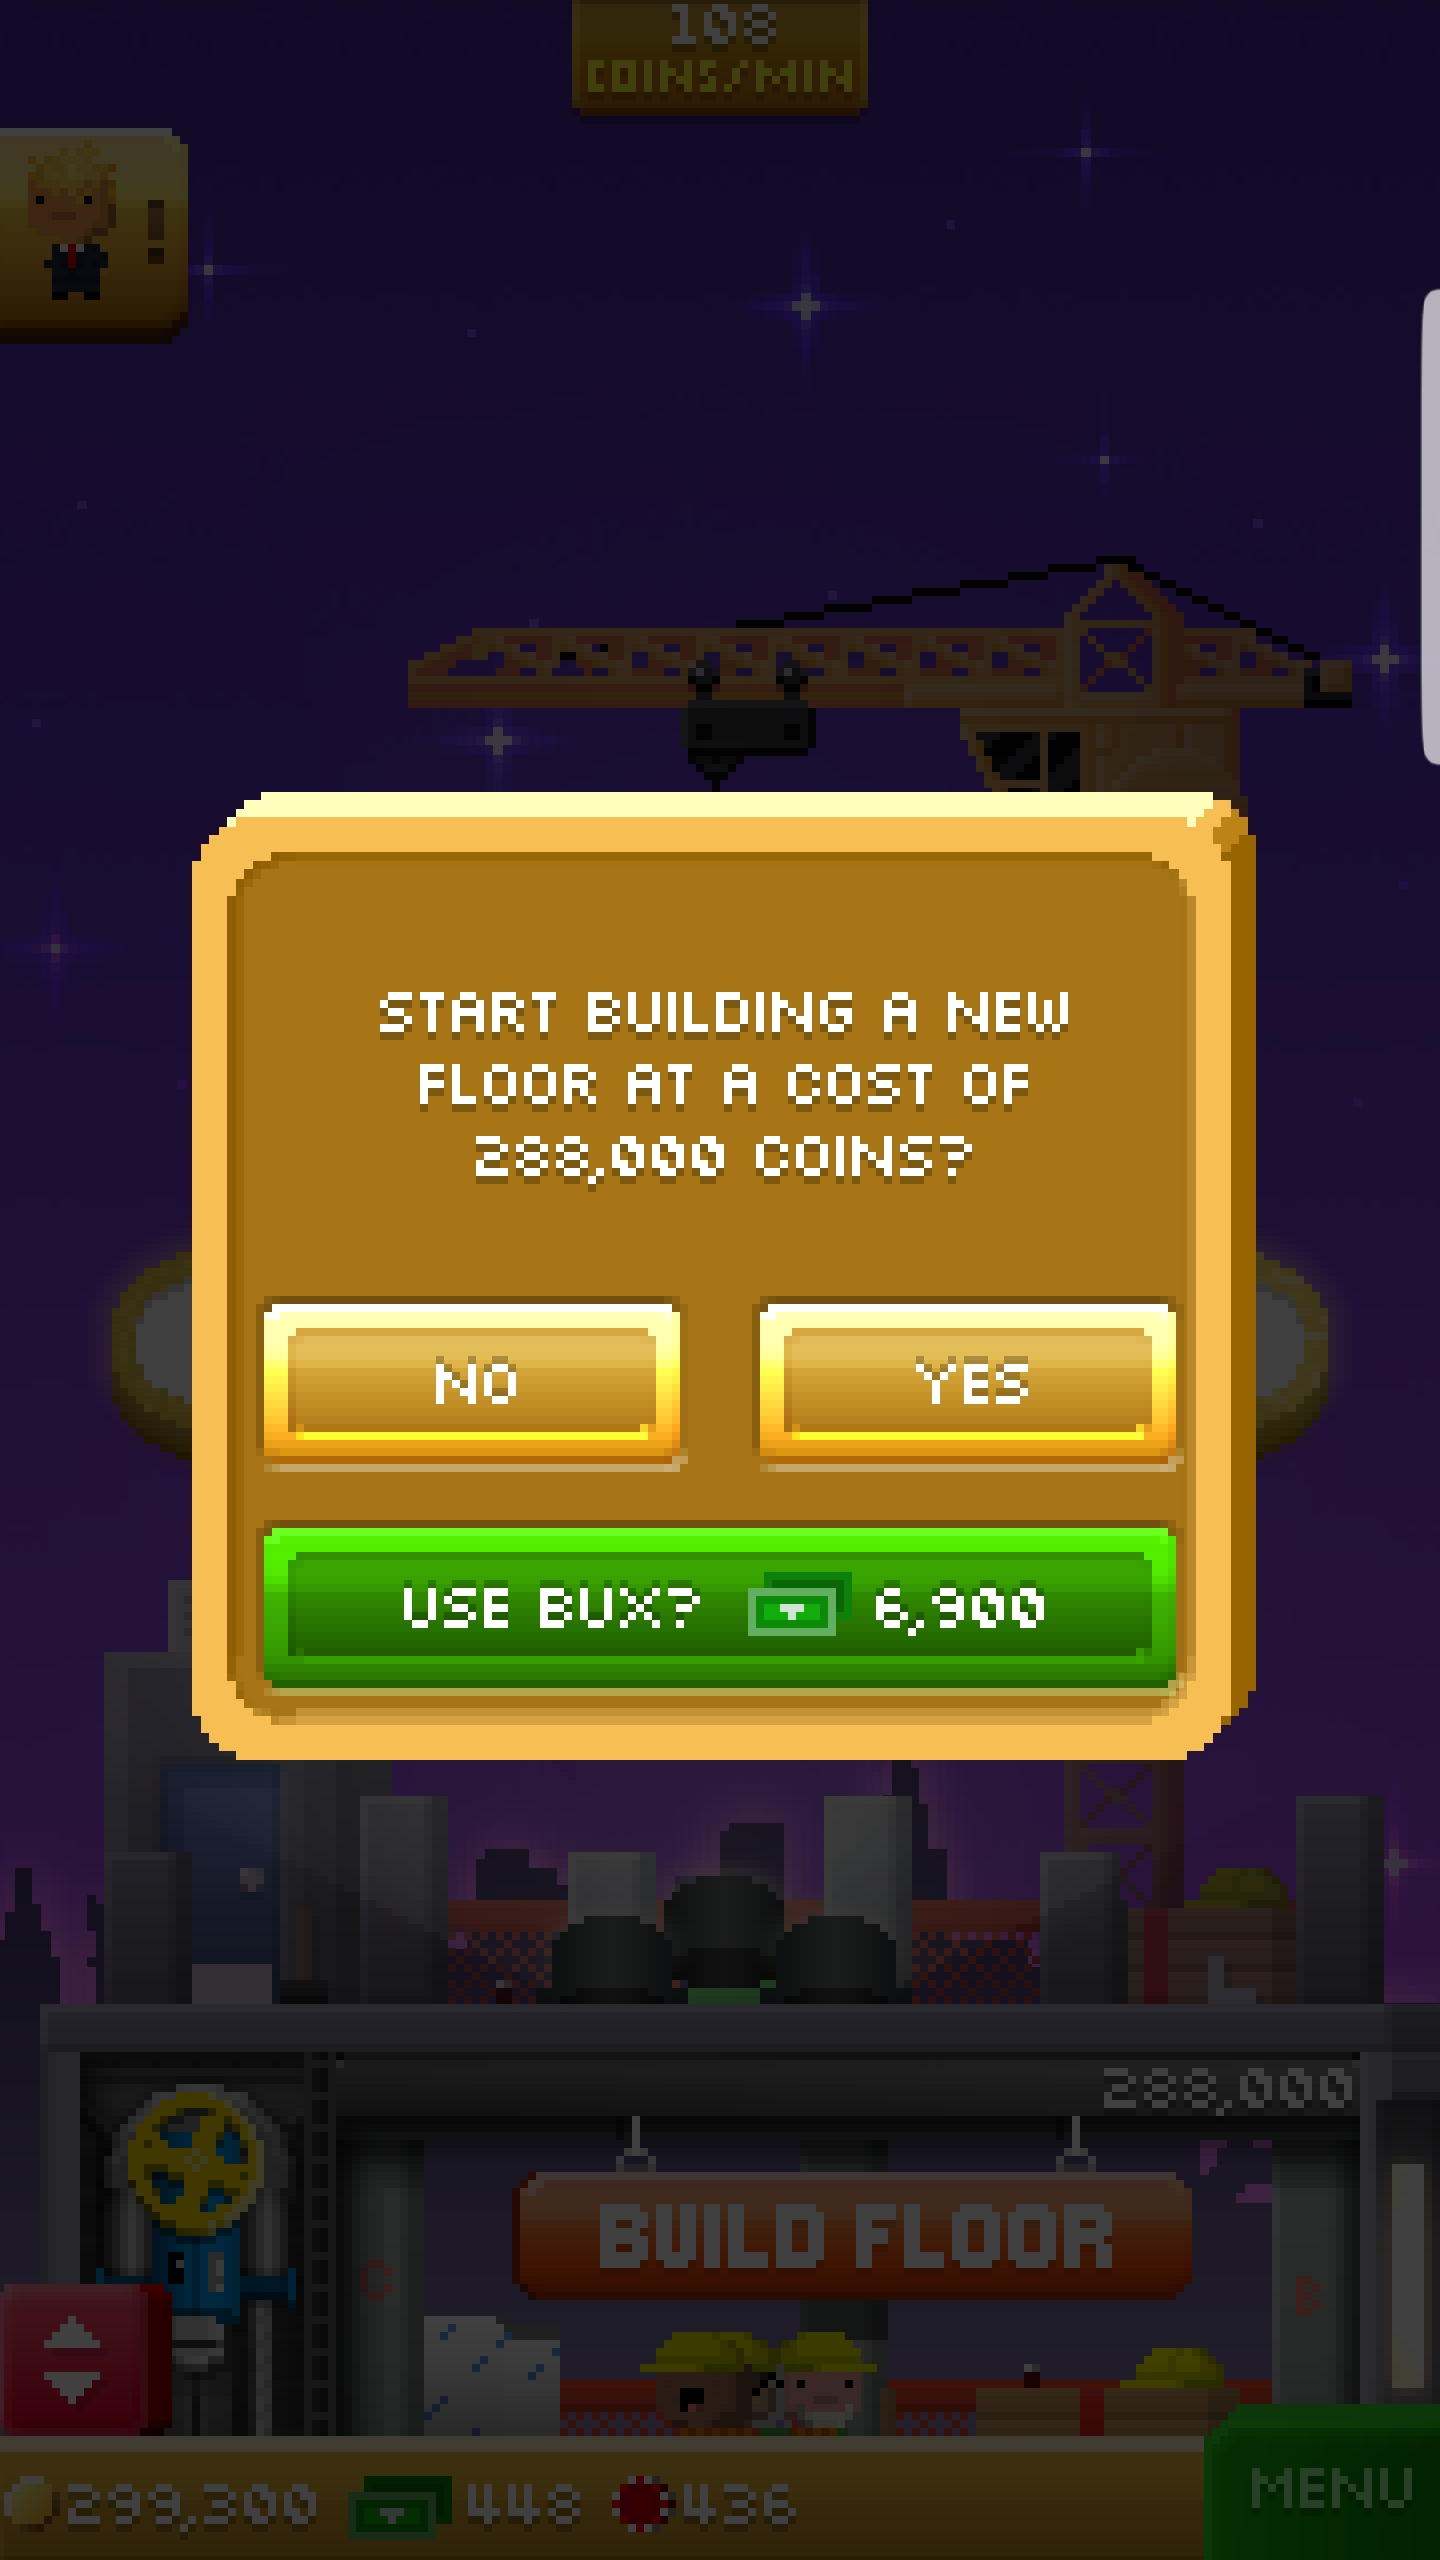 108
COINS/MIN
!
START BUILDING A NEW
FLOOR AT A COST OF
288,000 COINS?
NO
YES
USE BUX? 6,900
288,000
BUILD FLOOR
C
B
299,300 448 436
MENU